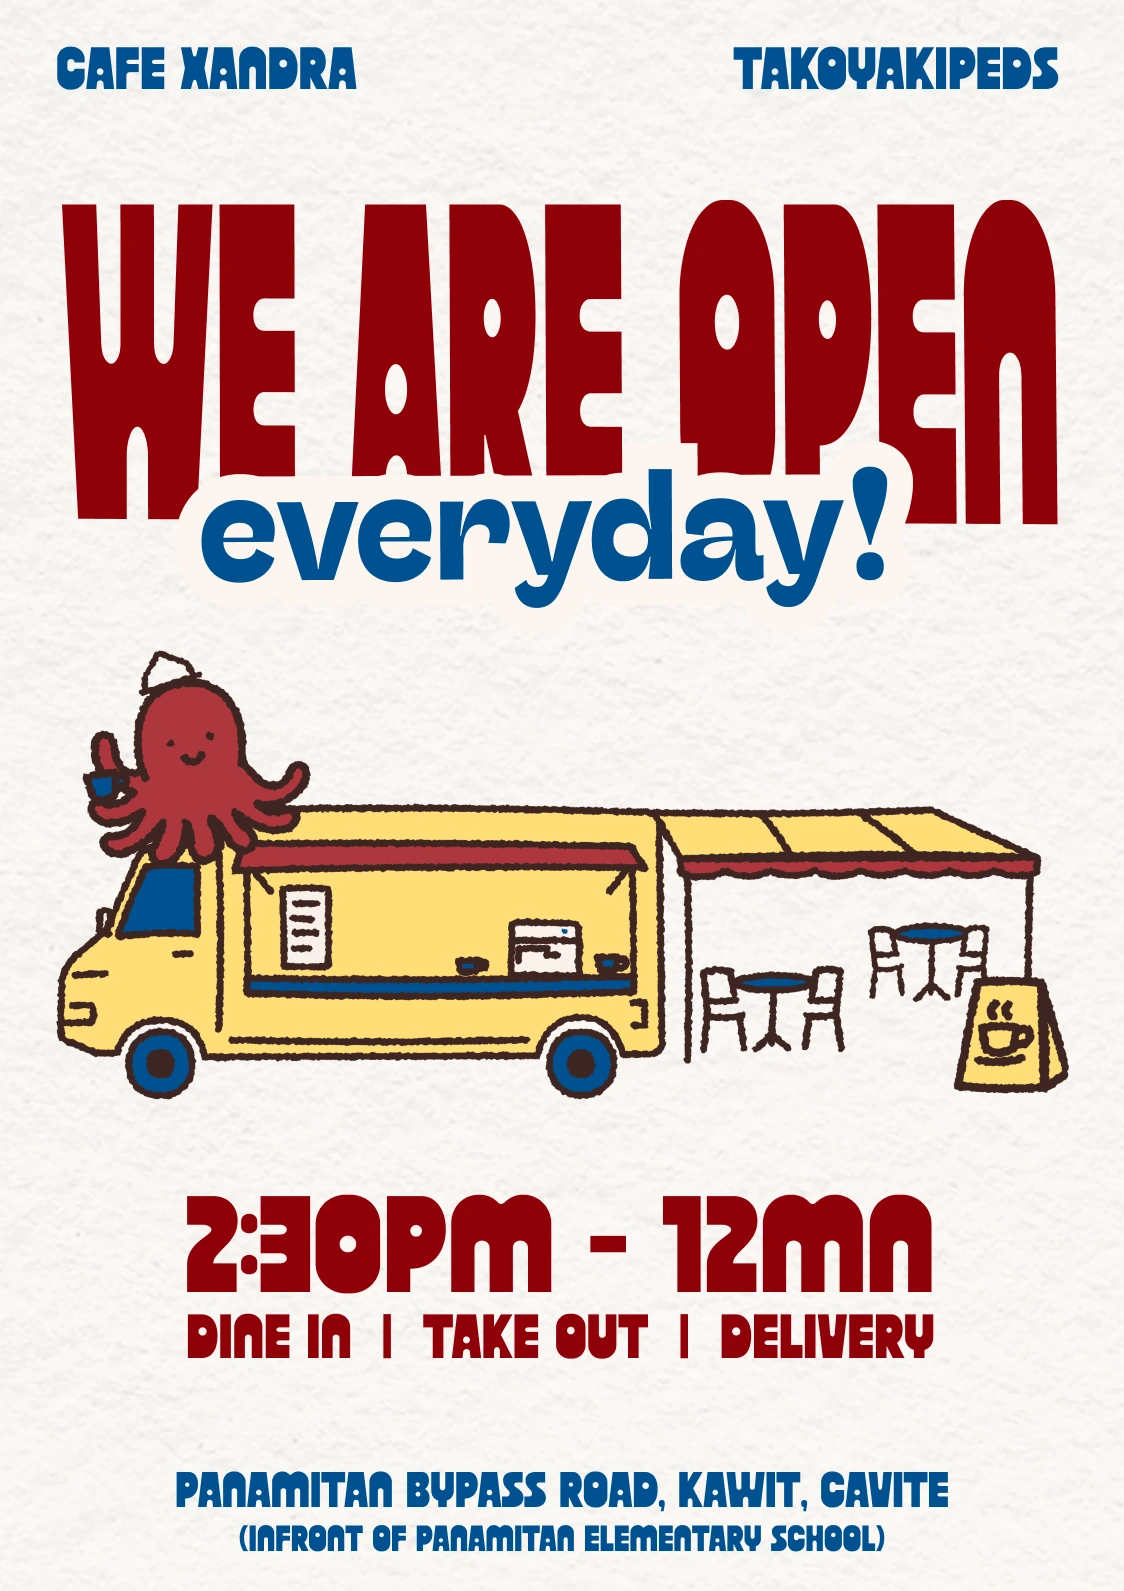 CAFE XANDRA
TAKOYAKIPEDS
WE ARE OPEN
everyday!
2:30PM - 12MN
DINE IN | TAKE OUT | DELIVERY
PANAMITAN BYPASS ROAD, KAWIT, CAVITE
(INFRONT OF PANAMITAN ELEMENTARY SCHOOL)